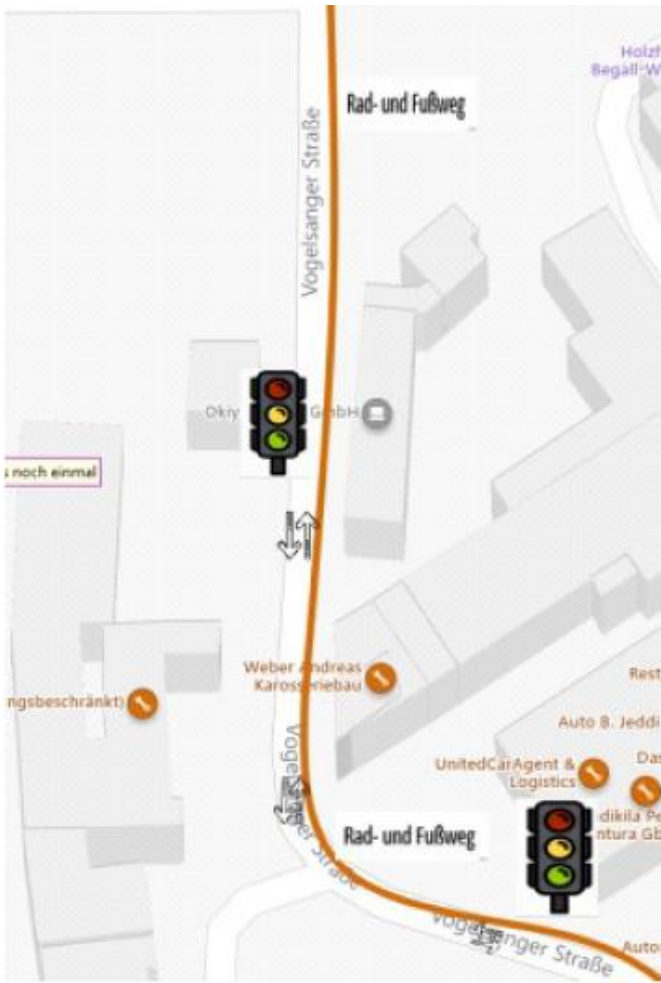 Holzh
Begall-W
Rad- und Fußweg
Vogelsanger Straße
Okiy GmbH
s noch einmal
Weber Andreas
Karosseriebau
Rest
ngsbeschränkt)
Auto B. Jeddi
UnitedCarAgent &
Logistics
Das
dikila Pe
ntura Gb
Rad- und Fußweg
Vogelsanger Straße
Vogelsanger Straße
Auto